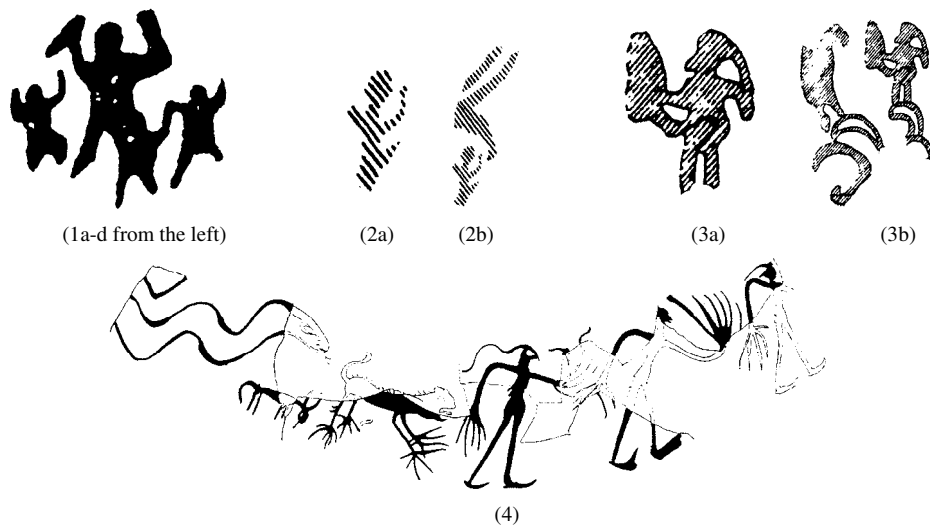 (1a-d from the left)
(2a)
(2b)
(3a)
(3b)
(4)